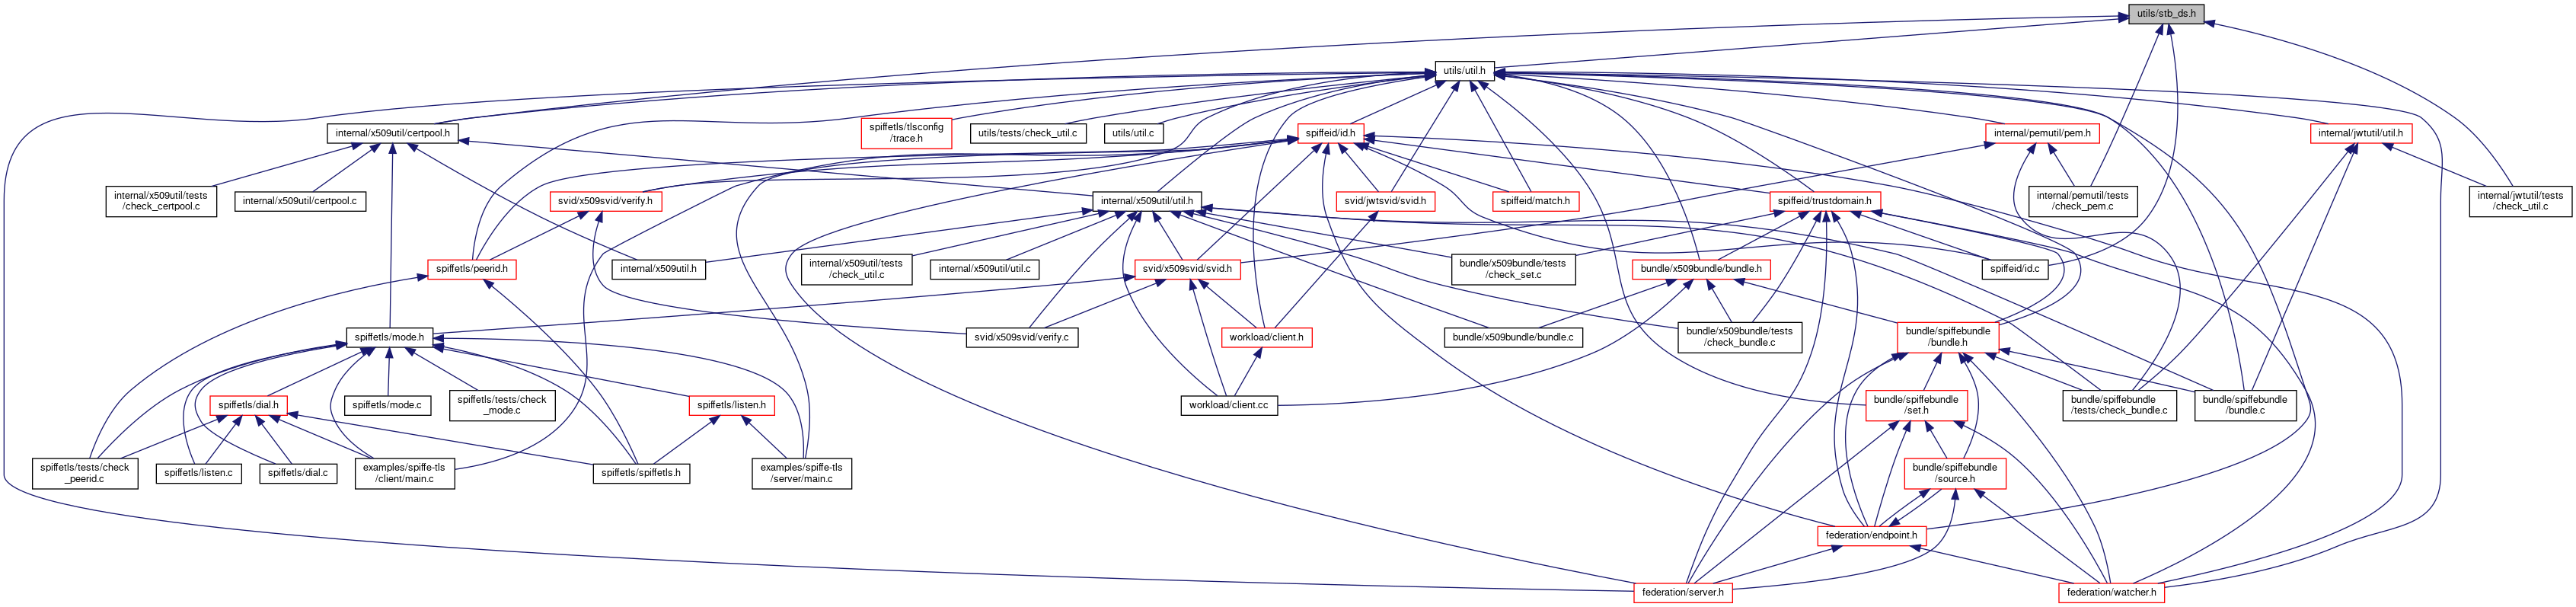 utils/stb_ds.h
utils/util.h
internal/x509util/certpool.h
spiffetls/tlsconfig
/trace.h
utils/tests/check_util.c
utils/util.c
spiffeid/id.h
internal/pemutil/pem.h
internal/jwtutil/util.h
internal/x509util/tests
/check_certpool.c
internal/x509util/certpool.c
svid/x509svid/verify.h
internal/x509util/util.h
svid/jwtsvid/svid.h
spiffeid/match.h
spiffeid/trustdomain.h
internal/pemutil/tests
/check_pem.c
internal/jwtutil/tests
/check_util.c
spiffetls/peerid.h
internal/x509util.h
internal/x509util/tests
/check_util.c
internal/x509util/util.c
svid/x509svid/svid.h
bundle/x509bundle/tests
/check_set.c
bundle/x509bundle/bundle.h
spiffeid/id.c
spiffetls/mode.h
svid/x509svid/verify.c
workload/client.h
bundle/x509bundle/bundle.c
bundle/x509bundle/tests
/check_bundle.c
bundle/spiffebundle
/bundle.h
spiffetls/dial.h
spiffetls/mode.c
spiffetls/tests/check
_mode.c
spiffetls/listen.h
workload/client.cc
bundle/spiffebundle
/set.h
bundle/spiffebundle
/tests/check_bundle.c
bundle/spiffebundle
/bundle.c
spiffetls/tests/check
_peerid.c
spiffetls/listen.c
spiffetls/dial.c
examples/spiffe-tls
/client/main.c
spiffetls/spiffetls.h
examples/spiffe-tls
/server/main.c
bundle/spiffebundle
/source.h
federation/endpoint.h
federation/server.h
federation/watcher.h